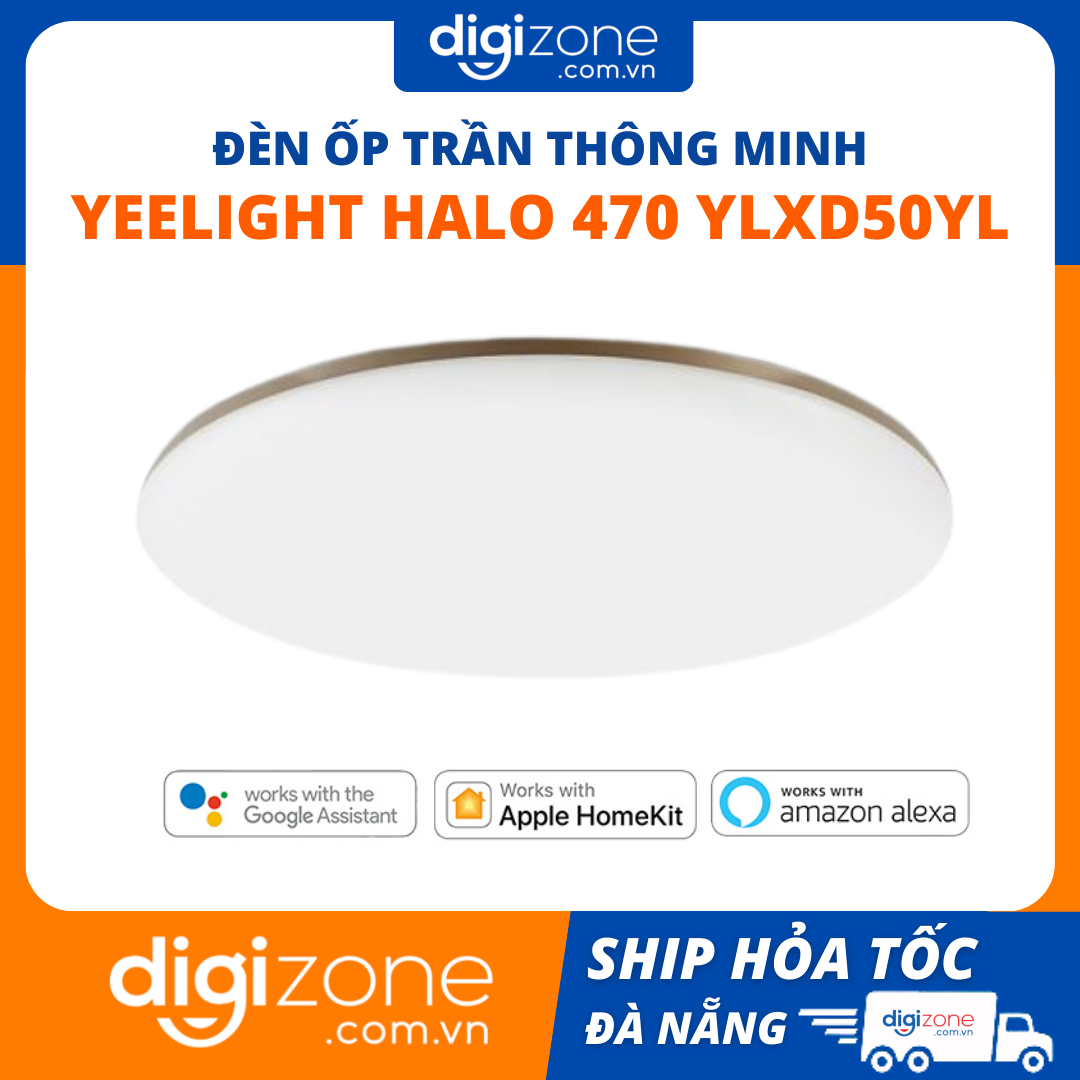 digizone
.com.vn
ĐÈN ỐP TRẦN THÔNG MINH
YEELIGHT HALO 470 YLXD50YL
works with the
Google Assistant
Works with
Apple HomeKit
WORKS WITH
amazon alexa
digizone
.com.vn
SHIP HỎA TỐC
ĐÀ NẴNG
digizone
.com.vn